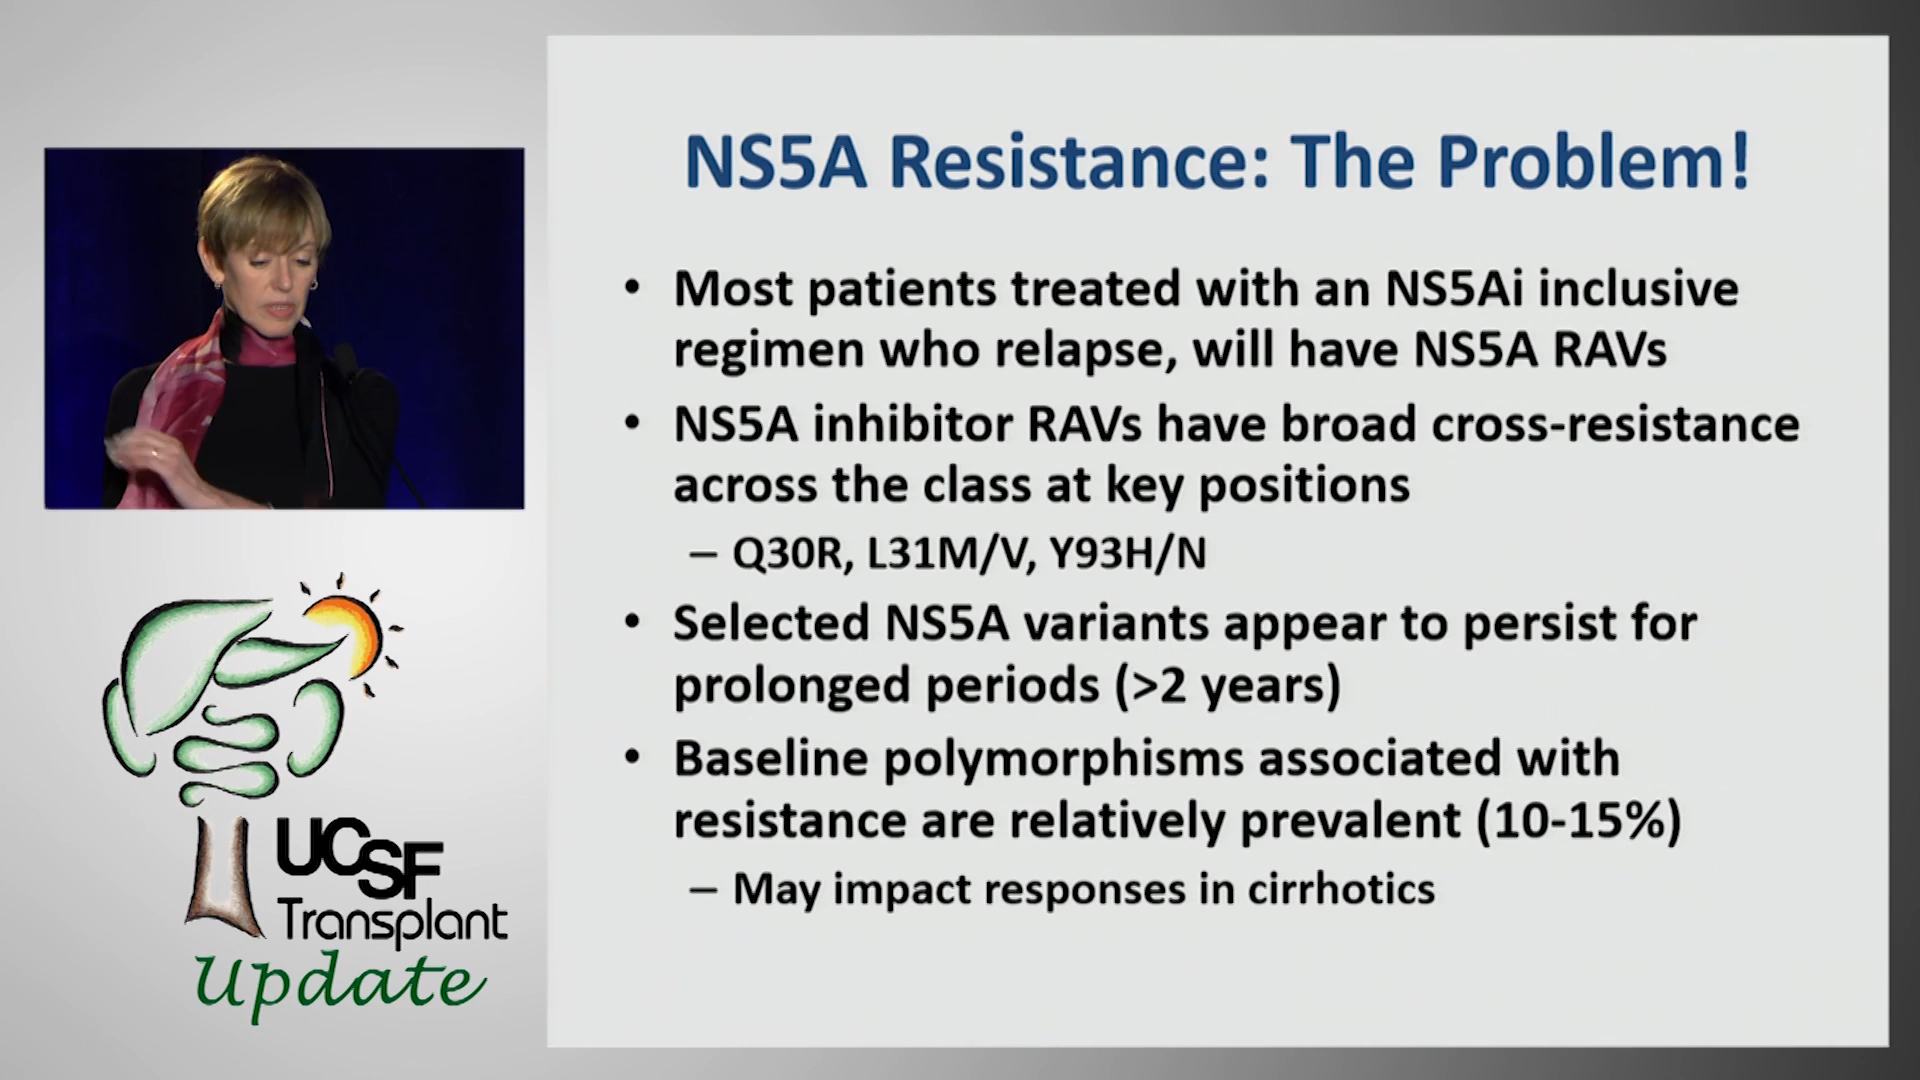 NS5A Resistance: The Problem!
• Most patients treated with an NS5Ai inclusive
regimen who relapse, will have NS5A RAVs
• NS5A inhibitor RAVs have broad cross-resistance
across the class at key positions
– Q30R, L31M/V, Y93H/N
• Selected NS5A variants appear to persist for
prolonged periods (>2 years)
• Baseline polymorphisms associated with
resistance are relatively prevalent (10-15%)
– May impact responses in cirrhotics
UCSF
Transplant
Update